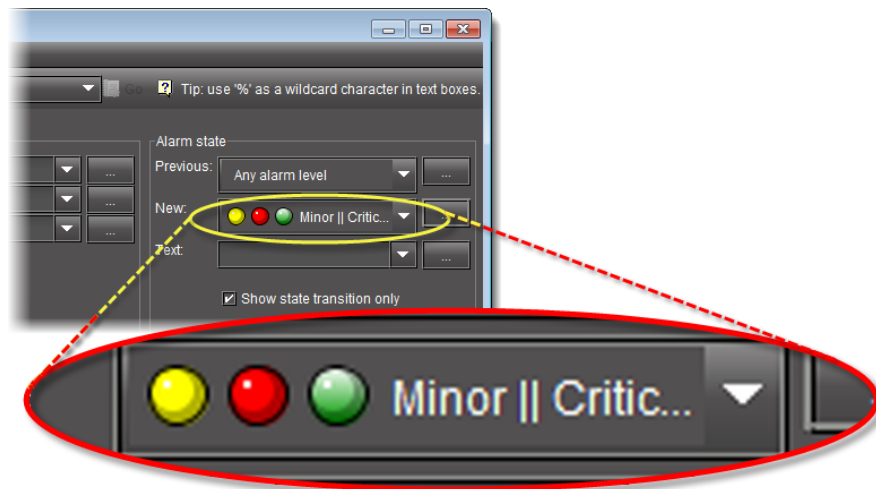 Go
Tip: use '%' as a wildcard character in text boxes.
Alarm state
Previous:
Any alarm level
...
...
New:
Minor || Critic...
...
...
Text:
...
...
Show state transition only
Minor || Critic...